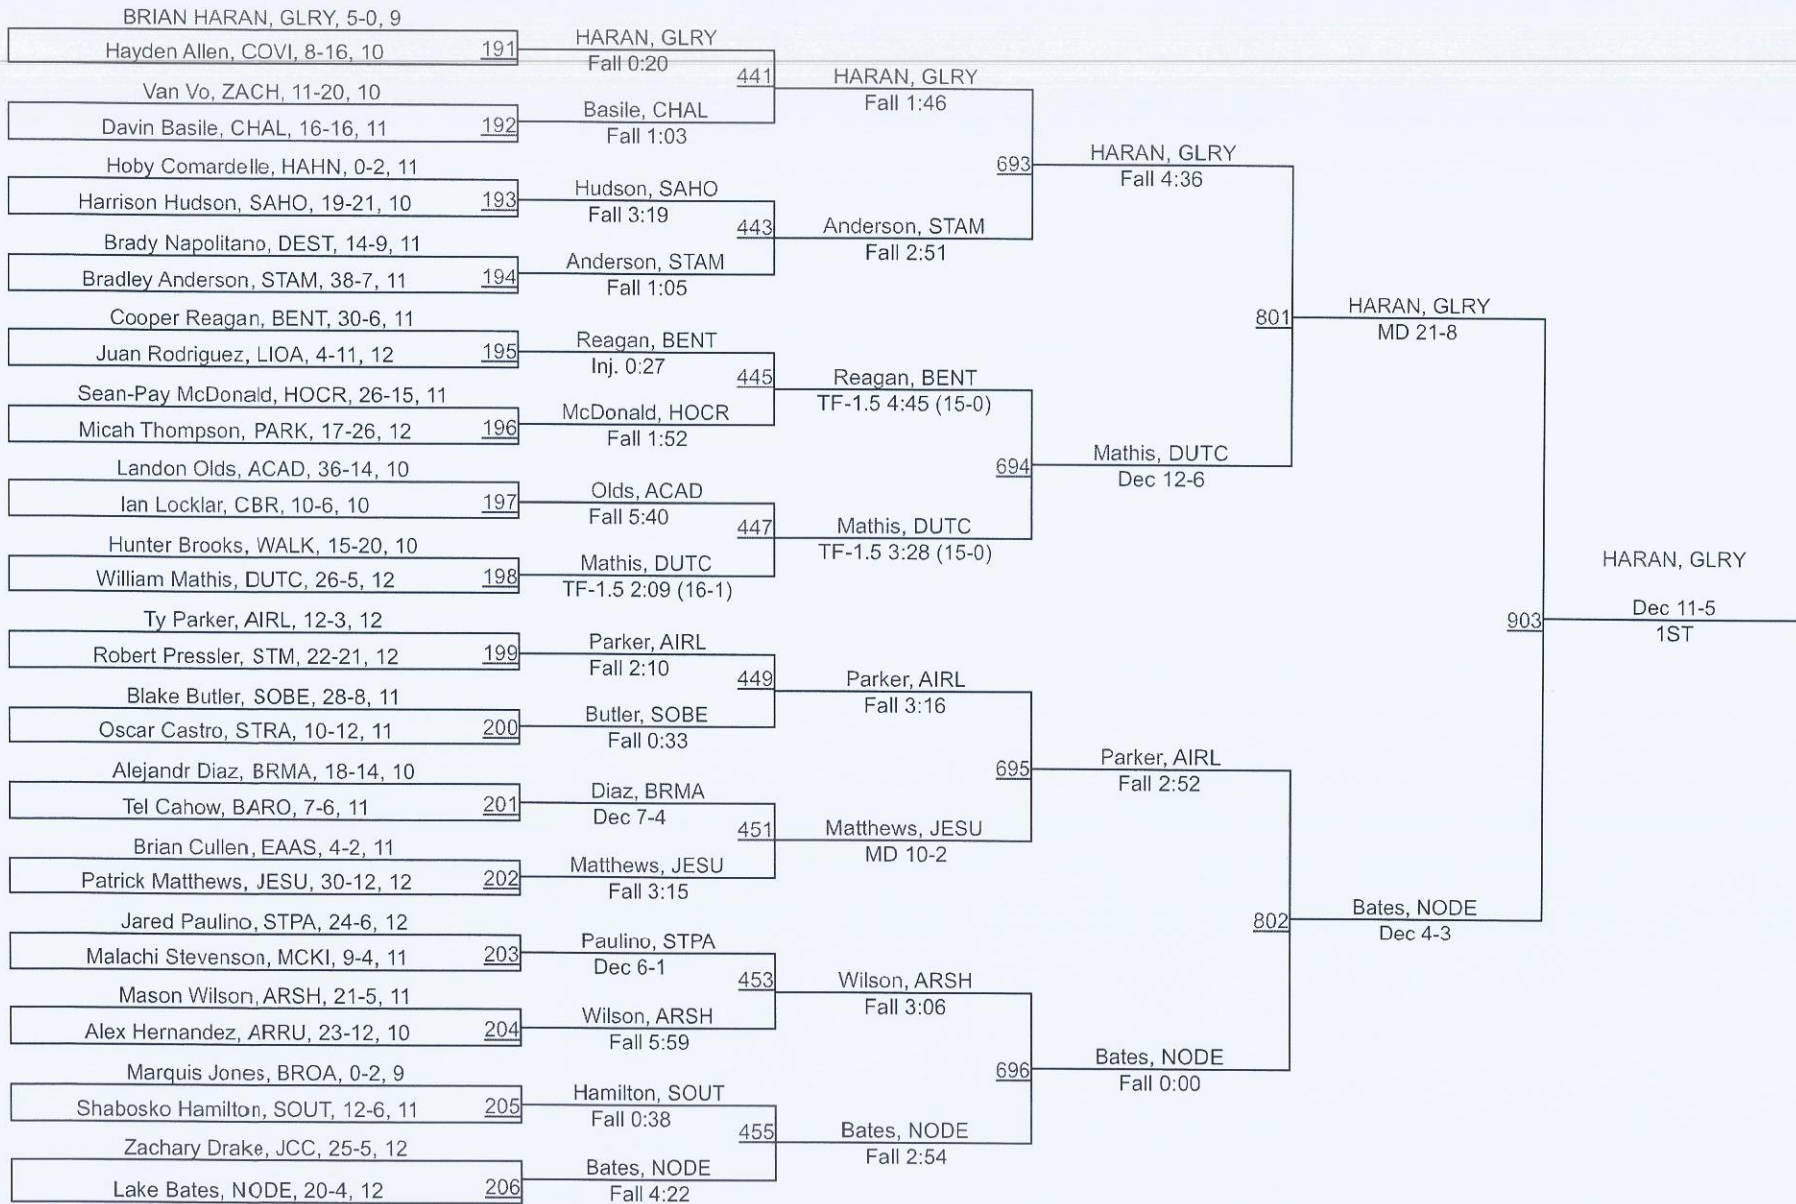 BRIAN HARAN, GLRY, 5-0, 9
Hayden Allen, COVI, 8-16, 10
191
Van Vo, ZACH, 11-20, 10
Davin Basile, CHAL, 16-16, 11
192
Hoby Comardelle, HAHN, 0-2, 11
Harrison Hudson, SAHO, 19-21, 10
193
Brady Napolitano, DEST, 14-9, 11
Bradley Anderson, STAM, 38-7, 11
194
Cooper Reagan, BENT, 30-6, 11
Juan Rodriguez, LIOA, 4-11, 12
195
Sean-Pay McDonald, HOCR, 26-15, 11
Micah Thompson, PARK, 17-26, 12
196
Landon Olds, ACAD, 36-14, 10
Ian Locklar, CBR, 10-6, 10
197
Hunter Brooks, WALK, 15-20, 10
William Mathis, DUTC, 26-5, 12
198
Ty Parker, AIRL, 12-3, 12
Robert Pressler, STM, 22-21, 12
199
Blake Butler, SOBE, 28-8, 11
Oscar Castro, STRA, 10-12, 11
200
Alejandr Diaz, BRMA, 18-14, 10
Tel Cahow, BARO, 7-6, 11
201
Brian Cullen, EAAS, 4-2, 11
Patrick Matthews, JESU, 30-12, 12
202
Jared Paulino, STPA, 24-6, 12
Malachi Stevenson, MCKI, 9-4, 11
203
Mason Wilson, ARSH, 21-5, 11
Alex Hernandez, ARRU, 23-12, 10
204
Marquis Jones, BROA, 0-2, 9
Shabosko Hamilton, SOUT, 12-6, 11
205
Zachary Drake, JCC, 25-5, 12
Lake Bates, NODE, 20-4, 12
206
HARAN, GLRY
Fall 0:20
441
Basile, CHAL
Fall 1:03
Hudson, SAHO
Fall 3:19
443
Anderson, STAM
Fall 1:05
Reagan, BENT
Inj. 0:27
445
McDonald, HOCR
Fall 1:52
Olds, ACAD
Fall 5:40
447
Mathis, DUTC
TF-1.5 2:09 (16-1)
Parker, AIRL
Fall 2:10
449
Butler, SOBE
Fall 0:33
Diaz, BRMA
Dec 7-4
451
Matthews, JESU
Fall 3:15
Paulino, STPA
Dec 6-1
453
Wilson, ARSH
Fall 5:59
Hamilton, SOUT
Fall 0:38
455
Bates, NODE
Fall 4:22
HARAN, GLRY
Fall 1:46
693
Anderson, STAM
Fall 2:51
Reagan, BENT
TF-1.5 4:45 (15-0)
694
Mathis, DUTC
TF-1.5 3:28 (15-0)
Parker, AIRL
Fall 3:16
695
Matthews, JESU
MD 10-2
Wilson, ARSH
Fall 3:06
696
Bates, NODE
Fall 2:54
HARAN, GLRY
Fall 4:36
801
Mathis, DUTC
Dec 12-6
Parker, AIRL
Fall 2:52
802
Bates, NODE
Fall 0:00
HARAN, GLRY
MD 21-8
903
Bates, NODE
Dec 4-3
HARAN, GLRY
Dec 11-5
1ST